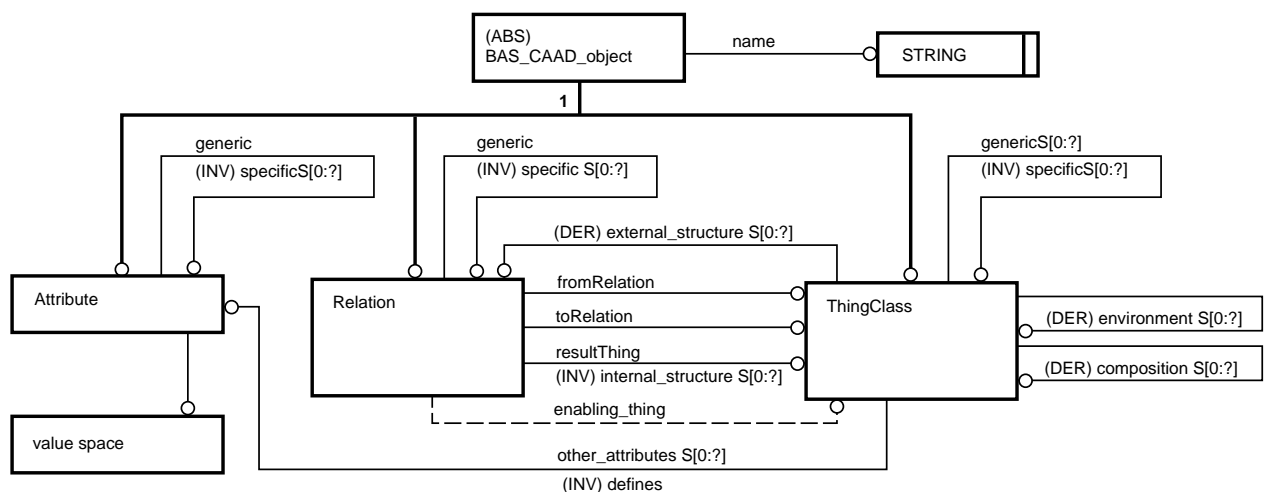 (ABS)
BAS_CAAD_object
name
STRING
1
generic
(INV) specificS[0:?]
generic
(INV) specific S[0:?]
genericS[0:?]
(INV) specificS[0:?]
(DER) external_structure S[0:?]
Attribute
Relation
fromRelation
ThingClass
toRelation
(DER) environment S[0:?]
resultThing
(INV) internal_structure S[0:?]
(DER) composition S[0:?]
enabling_thing
value space
other_attributes S[0:?]
(INV) defines